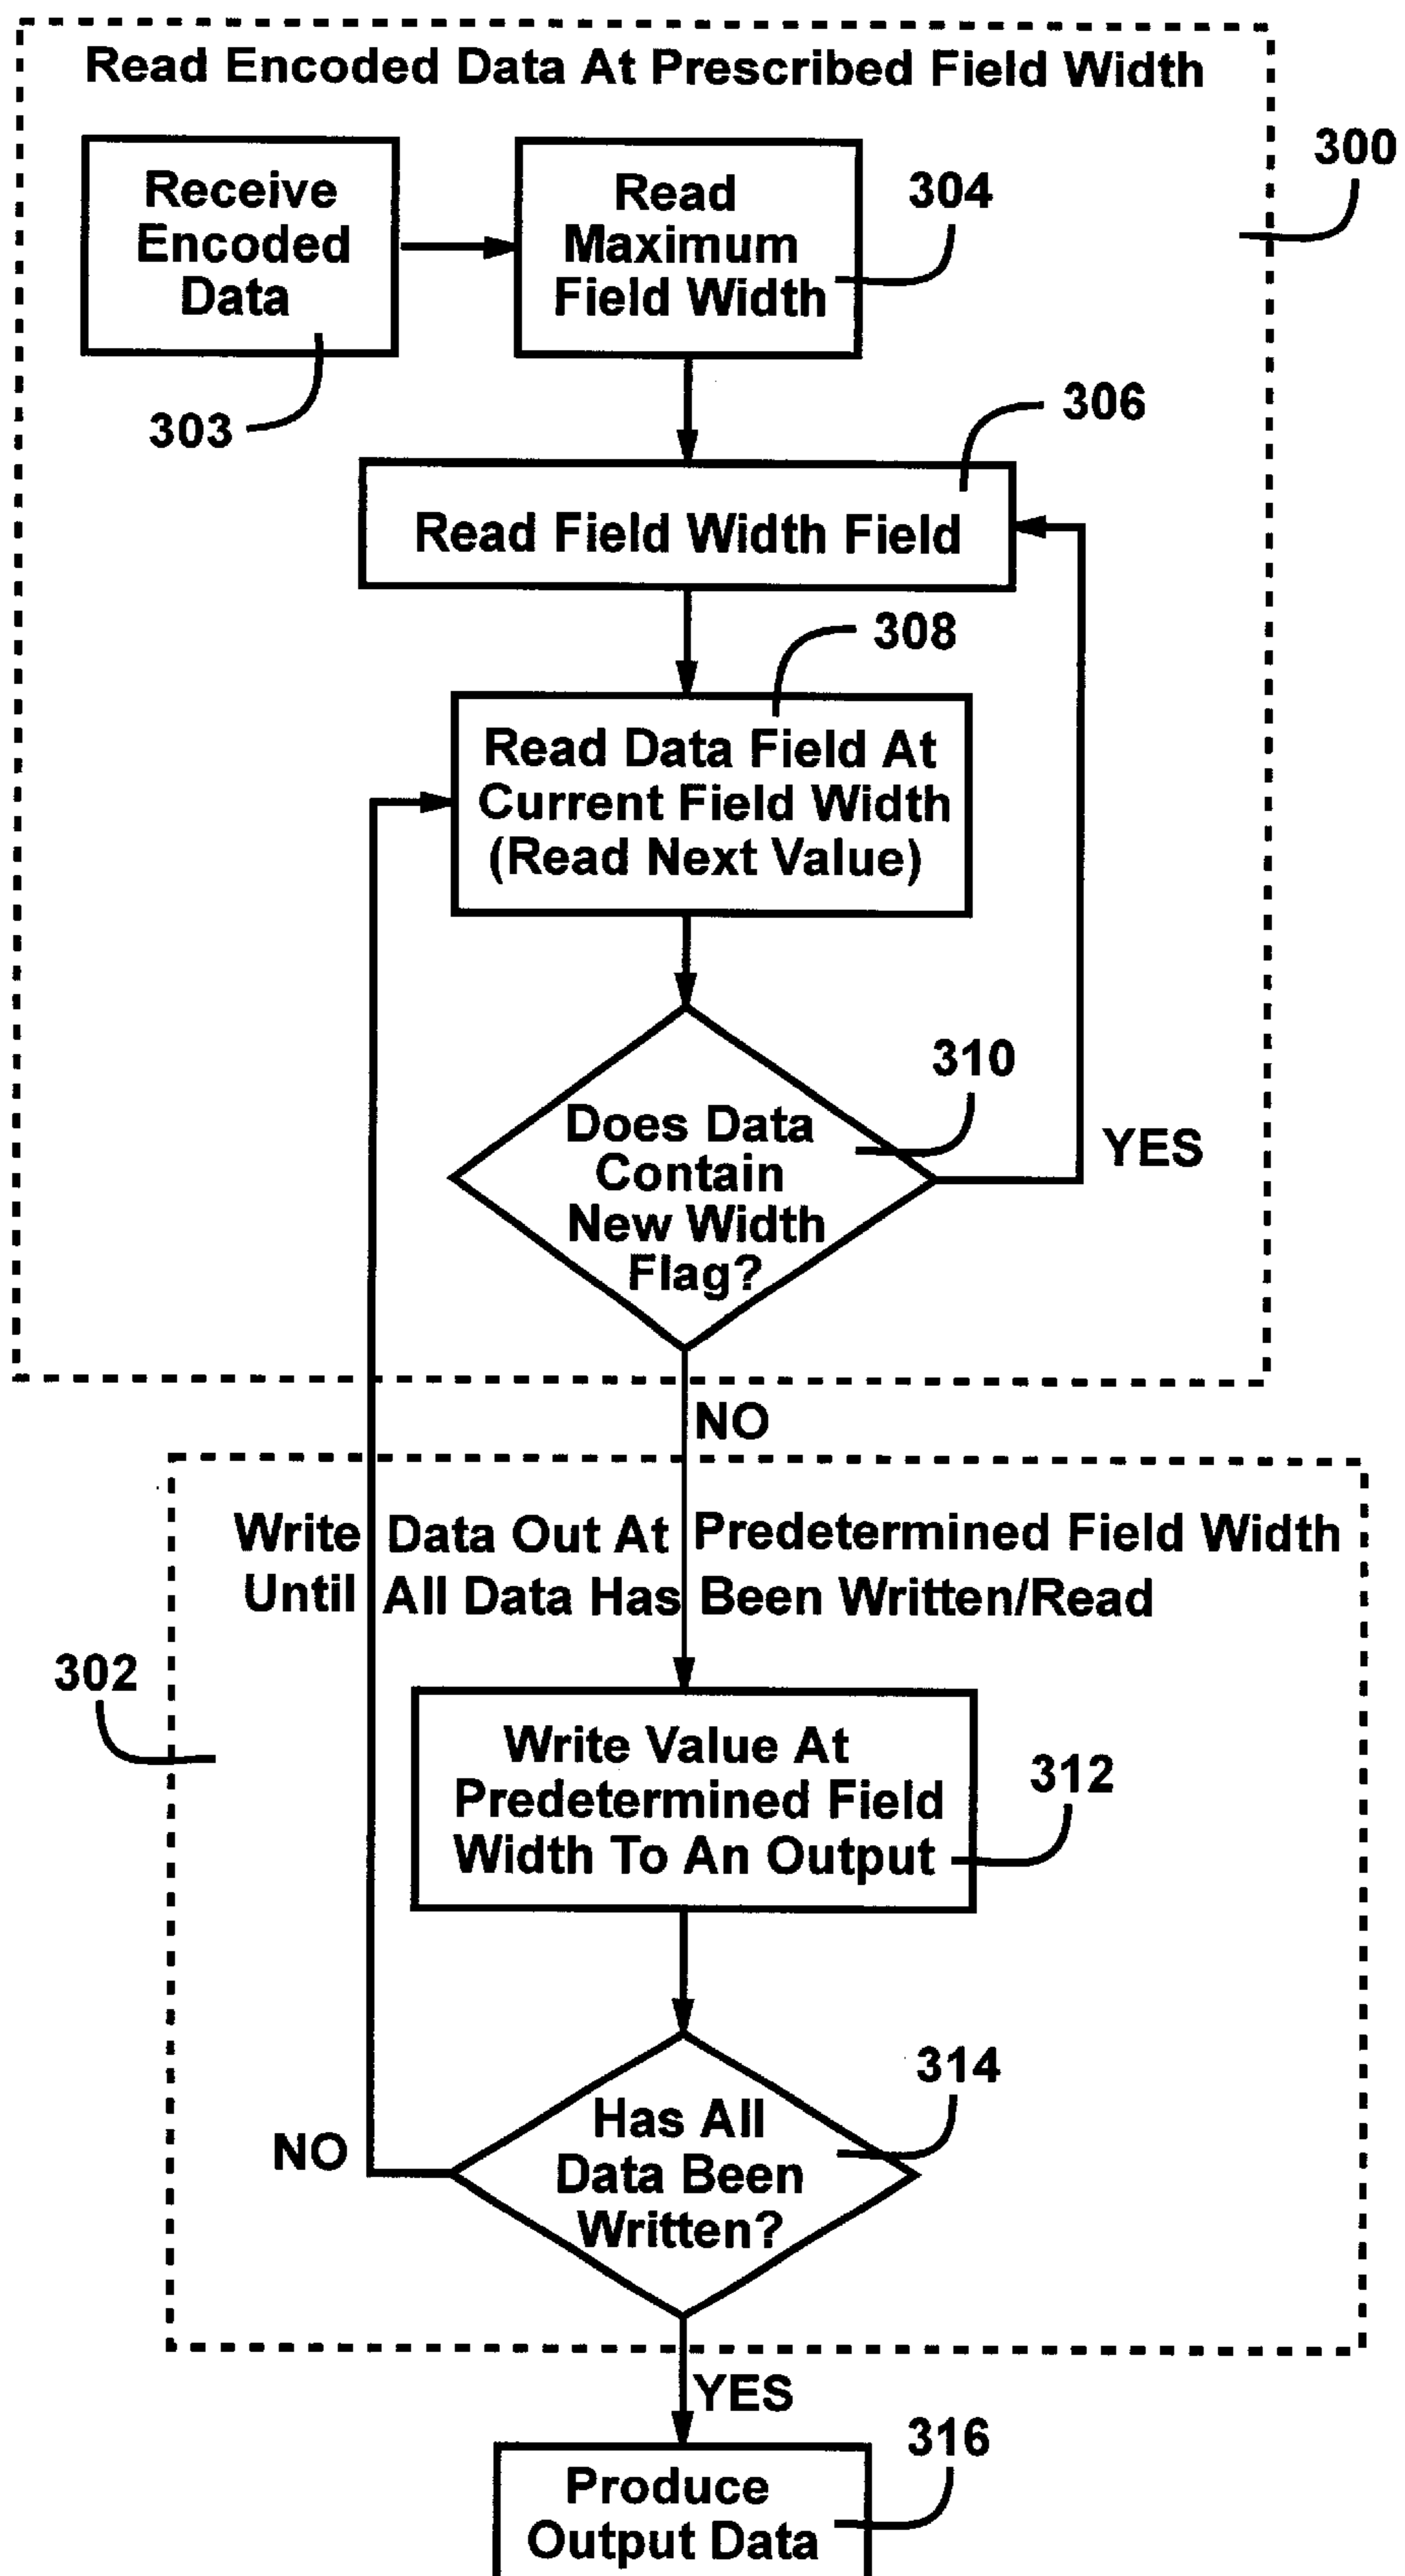 Read Encoded Data At Prescribed Field Width
300
Receive
Encoded
Data
303
Read
Maximum
Field Width
304
306
Read Field Width Field
308
Read Data Field At
Current Field Width
(Read Next Value)
310
Does Data
Contain
New Width
Flag?
YES
NO
Write Data Out At Predetermined Field Width
Until All Data Has Been Written/Read
302
Write Value At
Predetermined Field
Width To An Output
312
314
Has All
Data Been
Written?
NO
YES
316
Produce
Output Data